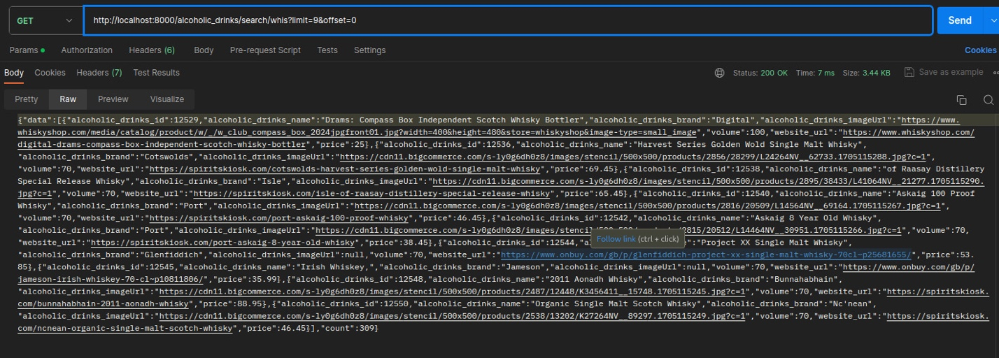 GET http://localhost:8000/alcoholic_drinks/search/whis?limit=9&offset=0 Send
Params Authorization Headers (6) Body Pre-request Script Tests Settings Cookies
Body Cookies Headers (7) Test Results Status: 200 OK Time: 7 ms Size: 3.44 KB Save as example
Pretty Raw Preview Visualize
{"data":[{"alcoholic_drinks_id":12529,"alcoholic_drinks_name":"Drams: Compass Box Independent Scotch Whisky Bottler","alcoholic_drinks_brand":"Digital","alcoholic_drinks_imageUrl":"https://www.
whiskyshop.com/media/catalog/product/w/_/w_club_compass_box_2024jpgfront01.jpg?width=400&height=480&store=whiskyshop&image-type=small_image","volume":100,"website_url":"https://www.whiskyshop.com/
digital-drams-compass-box-independent-scotch-whisky-bottler","price":25},{"alcoholic_drinks_id":12536,"alcoholic_drinks_name":"Harvest Series Golden Wold Single Malt Whisky",
"alcoholic_drinks_brand":"Cotswolds","alcoholic_drinks_imageUrl":"https://cdn11.bigcommerce.com/s-ly0g6dh0z8/images/stencil/500x500/products/2856/28299/L24264NV__62733.1705115288.jpg?c=1",
"volume":70,"website_url":"https://spiritskiosk.com/cotswolds-harvest-series-golden-wold-single-malt-whisky","price":69.45},{"alcoholic_drinks_id":12538,"alcoholic_drinks_name":"of Raasay Distillery
Special Release Whisky","alcoholic_drinks_brand":"Isle","alcoholic_drinks_imageUrl":"https://cdn11.bigcommerce.com/s-ly0g6dh0z8/images/stencil/500x500/products/2895/38433/L41064NV__21277.1705115290.
jpg?c=1","volume":70,"website_url":"https://spiritskiosk.com/isle-of-raasay-distillery-special-release-whisky","price":65.45},{"alcoholic_drinks_id":12540,"alcoholic_drinks_name":"Askaig 100 Proof
Whisky","alcoholic_drinks_brand":"Port","alcoholic_drinks_imageUrl":"https://cdn11.bigcommerce.com/s-ly0g6dh0z8/images/stencil/500x500/products/2816/20509/L14564NV__69164.1705115267.jpg?c=1",
"volume":70,"website_url":"https://spiritskiosk.com/port-askaig-100-proof-whisky","price":46.45},{"alcoholic_drinks_id":12542,"alcoholic_drinks_name":"Askaig 8 Year Old Whisky",
"alcoholic_drinks_brand":"Port","alcoholic_drinks_imageUrl":"https://cdn11.bigcommerce.com/s-ly0g6dh0z8/images/stencil/ 2815/20512/L14464NV__30951.1705115266.jpg?c=1","volume":70,
Follow link (ctrl + click)
"website_url":"https://spiritskiosk.com/port-askaig-8-year-old-whisky","price":38.45},{"alcoholic_drinks_id":12544,"a :"Project XX Single Malt Whisky",
"alcoholic_drinks_brand":"Glenfiddich","alcoholic_drinks_imageUrl":null,"volume":70,"website_url":"https://www.onbuy.com/gb/p/glenfiddich-project-xx-single-malt-whisky-70cl~p25681655/","price":53.
85},{"alcoholic_drinks_id":12545,"alcoholic_drinks_name":"Irish Whiskey,","alcoholic_drinks_brand":"Jameson","alcoholic_drinks_imageUrl":null,"volume":70,"website_url":"https://www.onbuy.com/gb/p/
jameson-irish-whiskey-70-cl~p10811806/","price":35.99},{"alcoholic_drinks_id":12548,"alcoholic_drinks_name":"2011 Aonadh Whisky","alcoholic_drinks_brand":"Bunnahabhain",
"alcoholic_drinks_imageUrl":"https://cdn11.bigcommerce.com/s-ly0g6dh0z8/images/stencil/500x500/products/2487/12448/K3456411__15748.1705115245.jpg?c=1","volume":70,"website_url":"https://spiritskiosk.
com/bunnahabhain-2011-aonadh-whisky","price":88.95},{"alcoholic_drinks_id":12550,"alcoholic_drinks_name":"Organic Single Malt Scotch Whisky","alcoholic_drinks_brand":"Nc'nean",
"alcoholic_drinks_imageUrl":"https://cdn11.bigcommerce.com/s-ly0g6dh0z8/images/stencil/500x500/products/2538/13202/K27264NV__89297.1705115249.jpg?c=1","volume":70,"website_url":"https://spiritskiosk.
com/ncnean-organic-single-malt-scotch-whisky","price":46.45}],"count":309}